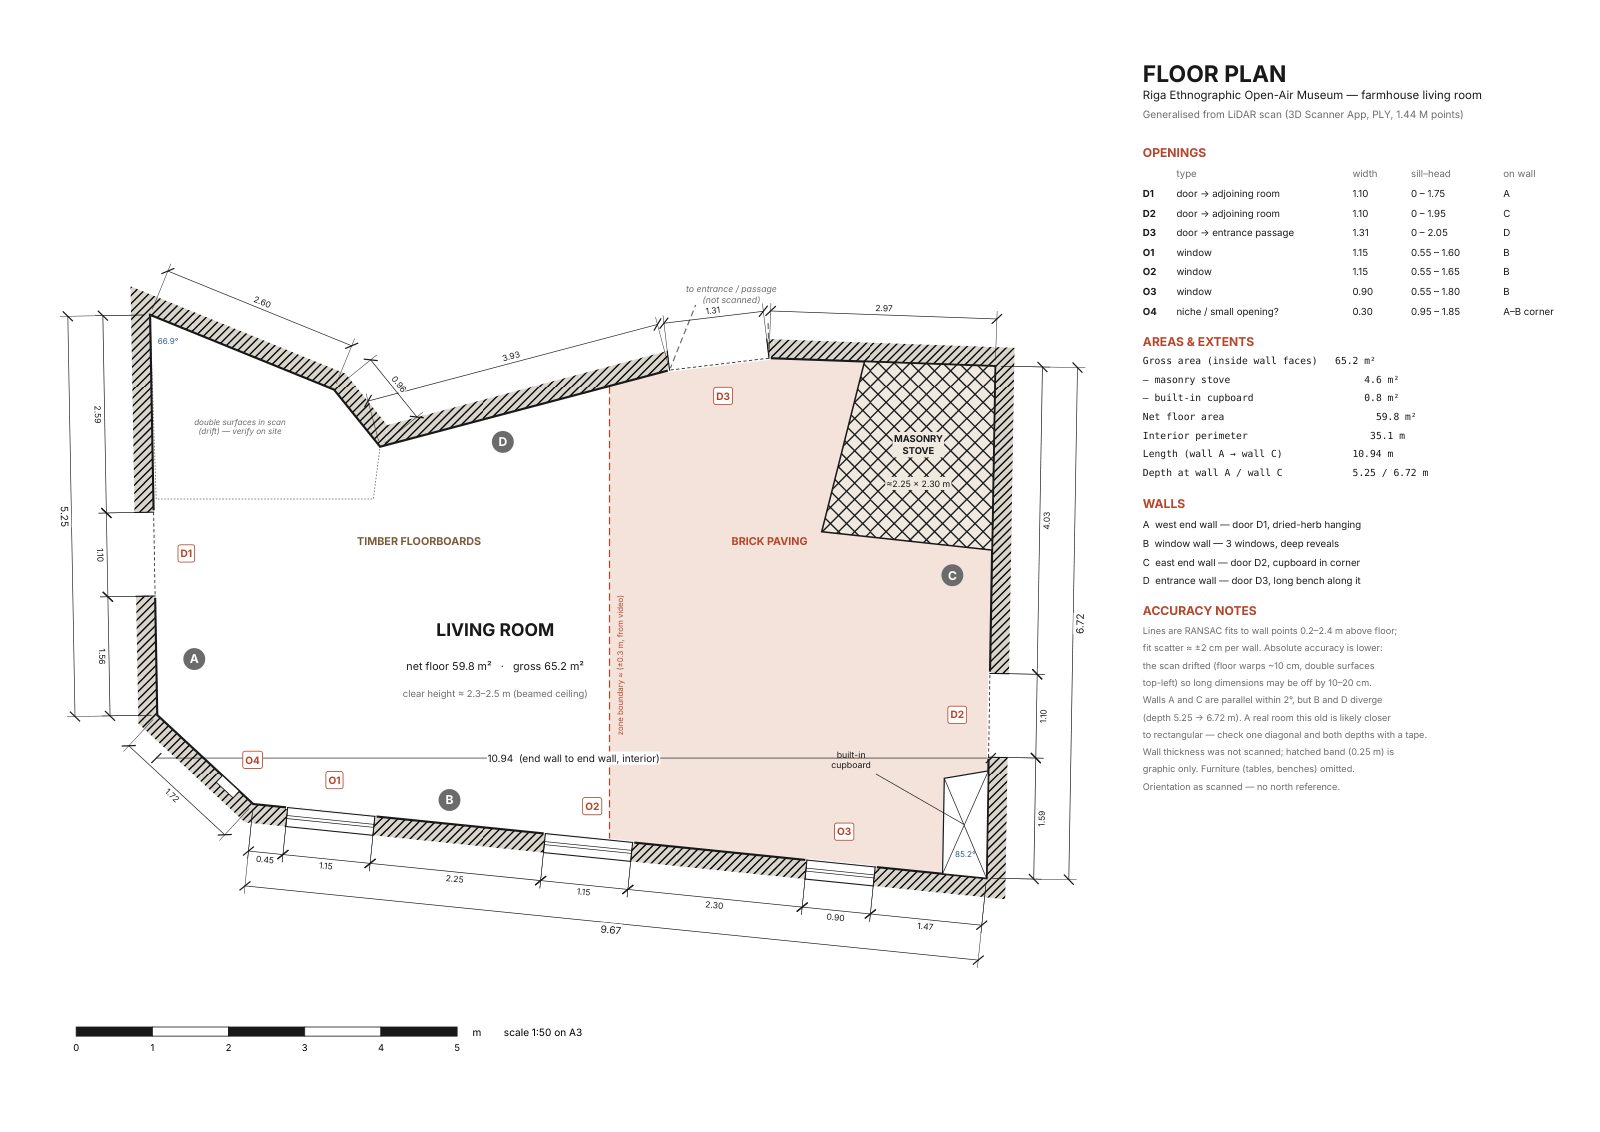 FLOOR PLAN
Riga Ethnographic Open-Air Museum — farmhouse living room
Generalised from LiDAR scan (3D Scanner App, PLY, 1.44 M points)
OPENINGS
type width sill–head on wall
D1 door → adjoining room 1.10 0 – 1.75 A
D2 door → adjoining room 1.10 0 – 1.95 C
D3 door → entrance passage 1.31 0 – 2.05 D
O1 window 1.15 0.55 – 1.60 B
O2 window 1.15 0.55 – 1.65 B
O3 window 0.90 0.55 – 1.80 B
O4 niche / small opening? 0.30 0.95 – 1.85 A–B corner
AREAS & EXTENTS
Gross area (inside wall faces) 65.2 m²
– masonry stove 4.6 m²
– built-in cupboard 0.8 m²
Net floor area 59.8 m²
Interior perimeter 35.1 m
Length (wall A → wall C) 10.94 m
Depth at wall A / wall C 5.25 / 6.72 m
WALLS
A west end wall — door D1, dried-herb hanging
B window wall — 3 windows, deep reveals
C east end wall — door D2, cupboard in corner
D entrance wall — door D3, long bench along it
ACCURACY NOTES
Lines are RANSAC fits to wall points 0.2–2.4 m above floor;
fit scatter ≈ ±2 cm per wall. Absolute accuracy is lower:
the scan drifted (floor warps ~10 cm, double surfaces
top-left) so long dimensions may be off by 10–20 cm.
Walls A and C are parallel within 2°, but B and D diverge
(depth 5.25 → 6.72 m). A real room this old is likely closer
to rectangular — check one diagonal and both depths with a tape.
Wall thickness was not scanned; hatched band (0.25 m) is
graphic only. Furniture (tables, benches) omitted.
Orientation as scanned — no north reference.
2.60
to entrance / passage
(not scanned)
1.31
2.97
66.9°
3.93
0.96
2.59
D3
double surfaces in scan
(drift) — verify on site
D
MASONRY
STOVE
≈2.25 × 2.30 m
5.25
4.03
TIMBER FLOORBOARDS
BRICK PAVING
1.10
D1
C
LIVING ROOM
6.72
zone boundary ≈ (±0.3 m, from video)
1.56
A
net floor 59.8 m² · gross 65.2 m²
clear height ≈ 2.3–2.5 m (beamed ceiling)
D2
1.10
O4
10.94 (end wall to end wall, interior)
built-in
cupboard
O1
1.72
B
O2
O3
1.59
85.2°
0.45
1.15
2.25
1.15
2.30
0.90
1.47
9.67
m scale 1:50 on A3
0 1 2 3 4 5